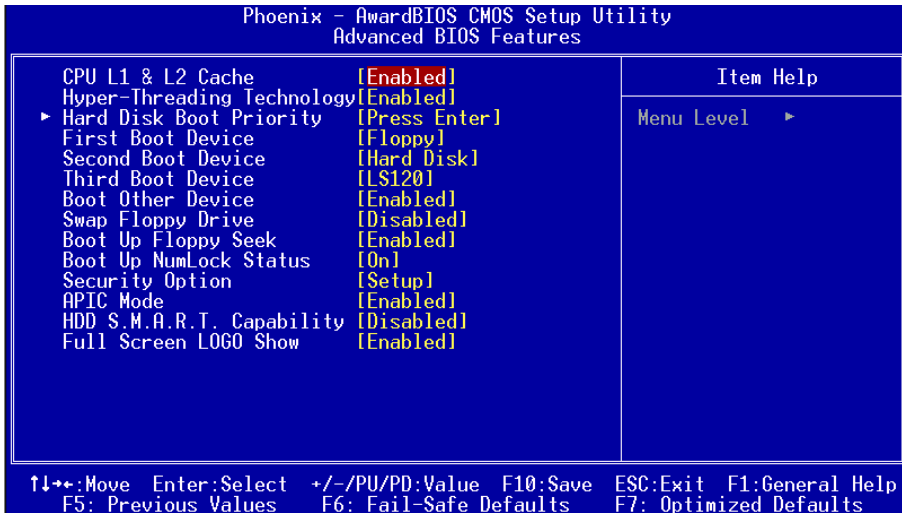 Phoenix - AwardBIOS CMOS Setup Utility
Advanced BIOS Features
CPU L1 & L2 Cache [Enabled]
Hyper-Threading Technology[Enabled]
► Hard Disk Boot Priority [Press Enter]
First Boot Device [Floppy]
Second Boot Device [Hard Disk]
Third Boot Device [LS120]
Boot Other Device [Enabled]
Swap Floppy Drive [Disabled]
Boot Up Floppy Seek [Enabled]
Boot Up NumLock Status [On]
Security Option [Setup]
APIC Mode [Enabled]
HDD S.M.A.R.T. Capability [Disabled]
Full Screen LOGO Show [Enabled]
Item Help
Menu Level ►
↑↓→←:Move Enter:Select +/-/PU/PD:Value F10:Save ESC:Exit F1:General Help
F5: Previous Values F6: Fail-Safe Defaults F7: Optimized Defaults